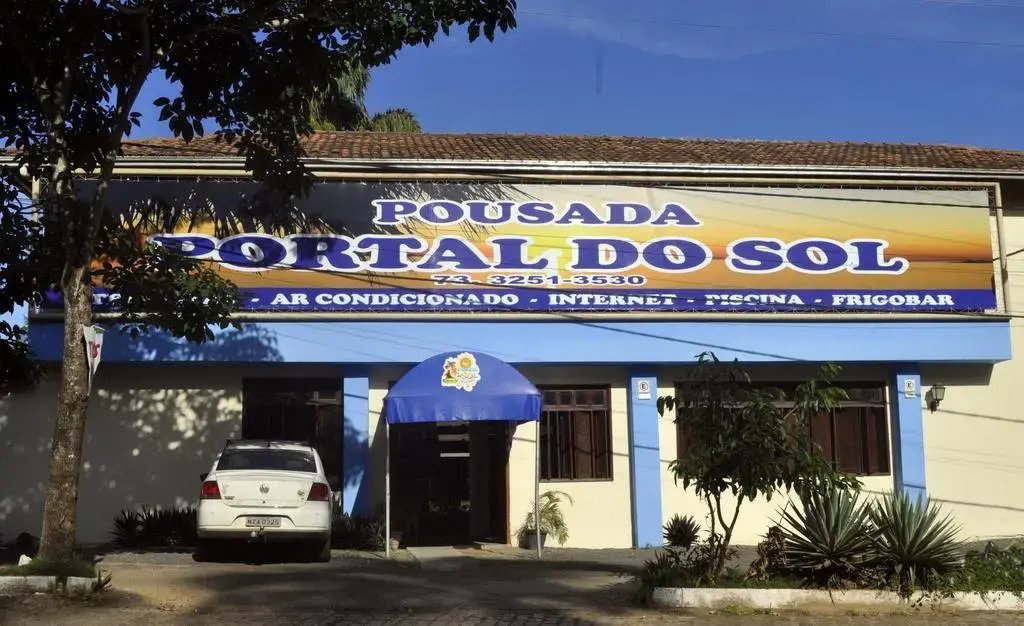 POUSADA
PORTAL DO SOL
73. 3251-3530
- AR CONDICIONADO - INTERNET - PISCINA - FRIGOBAR